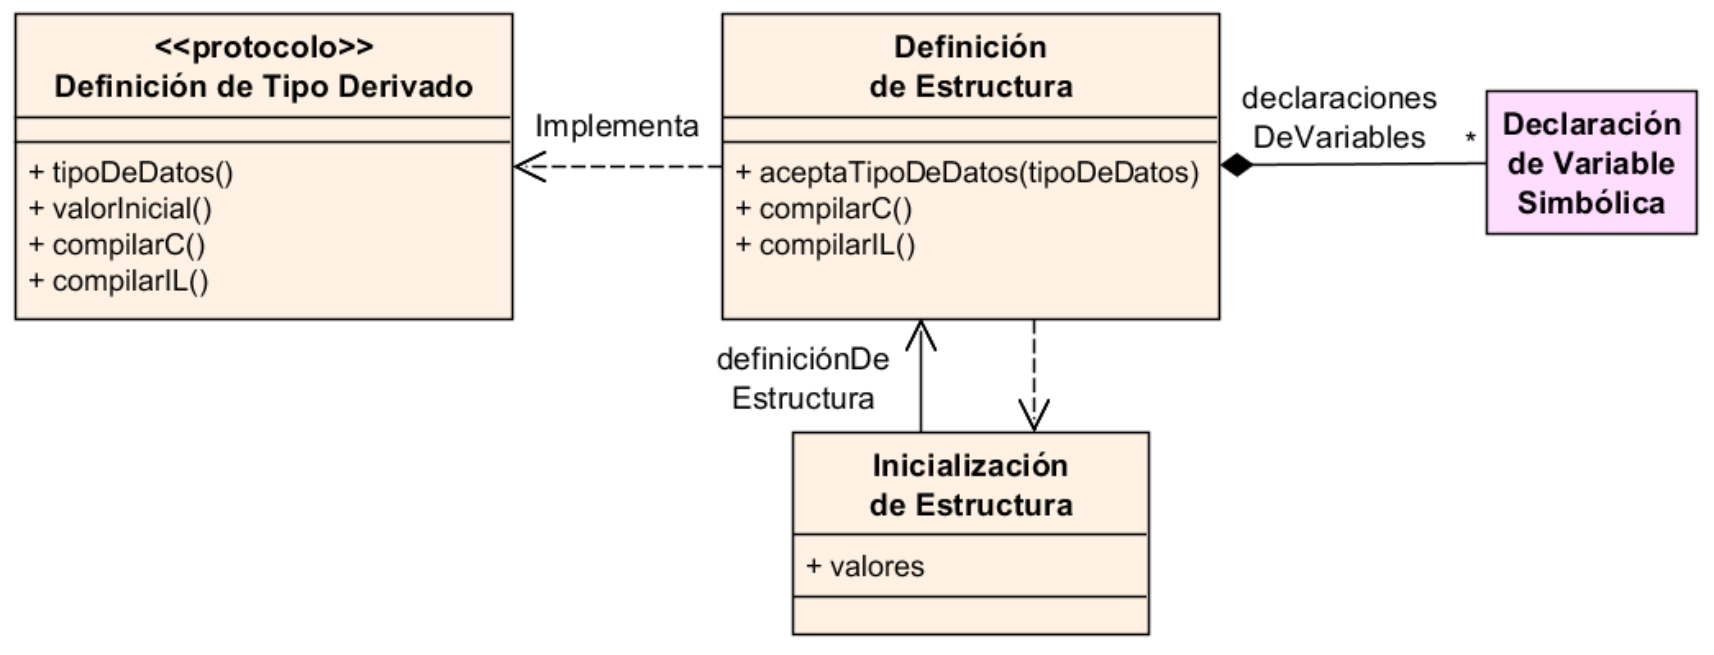 <<protocolo>>
Definición de Tipo Derivado
+ tipoDeDatos()
+ valorInicial()
+ compilarC()
+ compilarIL()
Implementa
Definición
de Estructura
+ aceptaTipoDeDatos(tipoDeDatos)
+ compilarC()
+ compilarIL()
declaraciones
DeVariables
*
Declaración
de Variable
Simbólica
definiciónDe
Estructura
Inicialización
de Estructura
+ valores